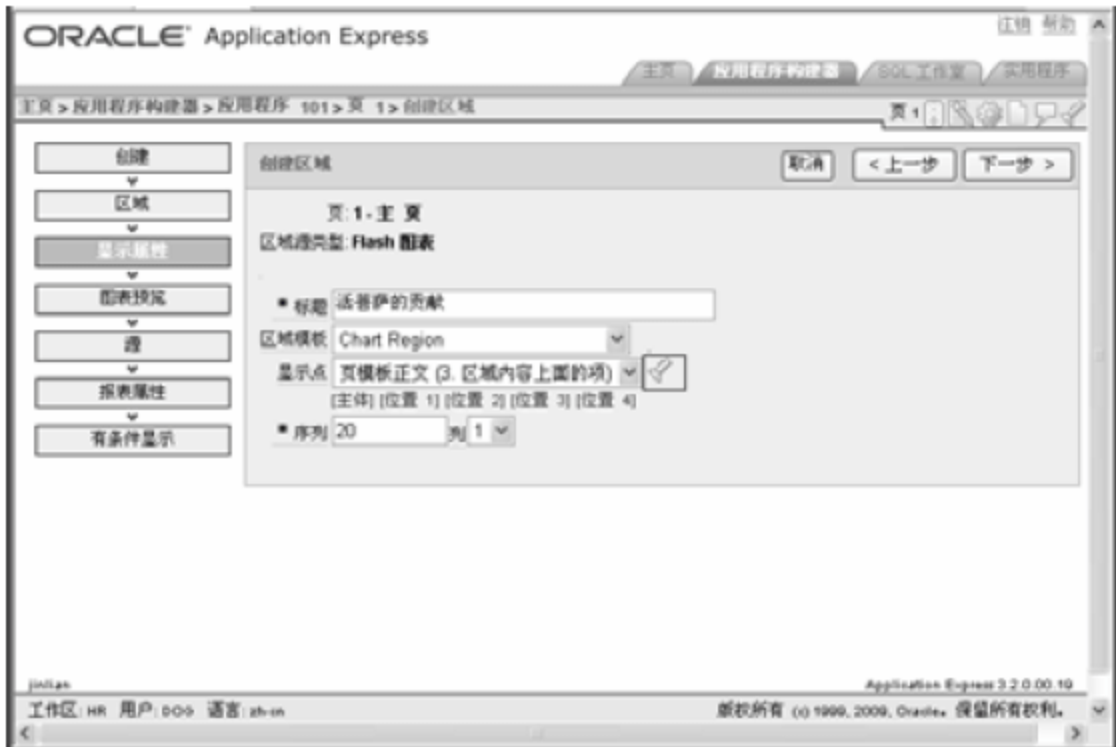 ORACLE Application Express
注销 帮助
主页 应用程序构建器 SQL 工作室 实用程序
主页 > 应用程序构建器 > 应用程序 101 > 页 1 > 创建区域
页 1
创建
区域
显示属性
图表预览
源
报表属性
有条件显示
创建区域
取消 < 上一步 下一步 >
页: 1 - 主 页
区域源类型: Flash 图表
* 标题 活菩萨的贡献
区域模板 Chart Region
显示点 页模板正文 (3. 区域内容上面的项)
[主体] [位置 1] [位置 2] [位置 3] [位置 4]
* 序列 20 列 1
jinlian
Application Express 3.2.0.00.19
工作区: HR 用户: DOG 语言: zh-cn
版权所有 (c) 1999, 2009, Oracle。保留所有权利。